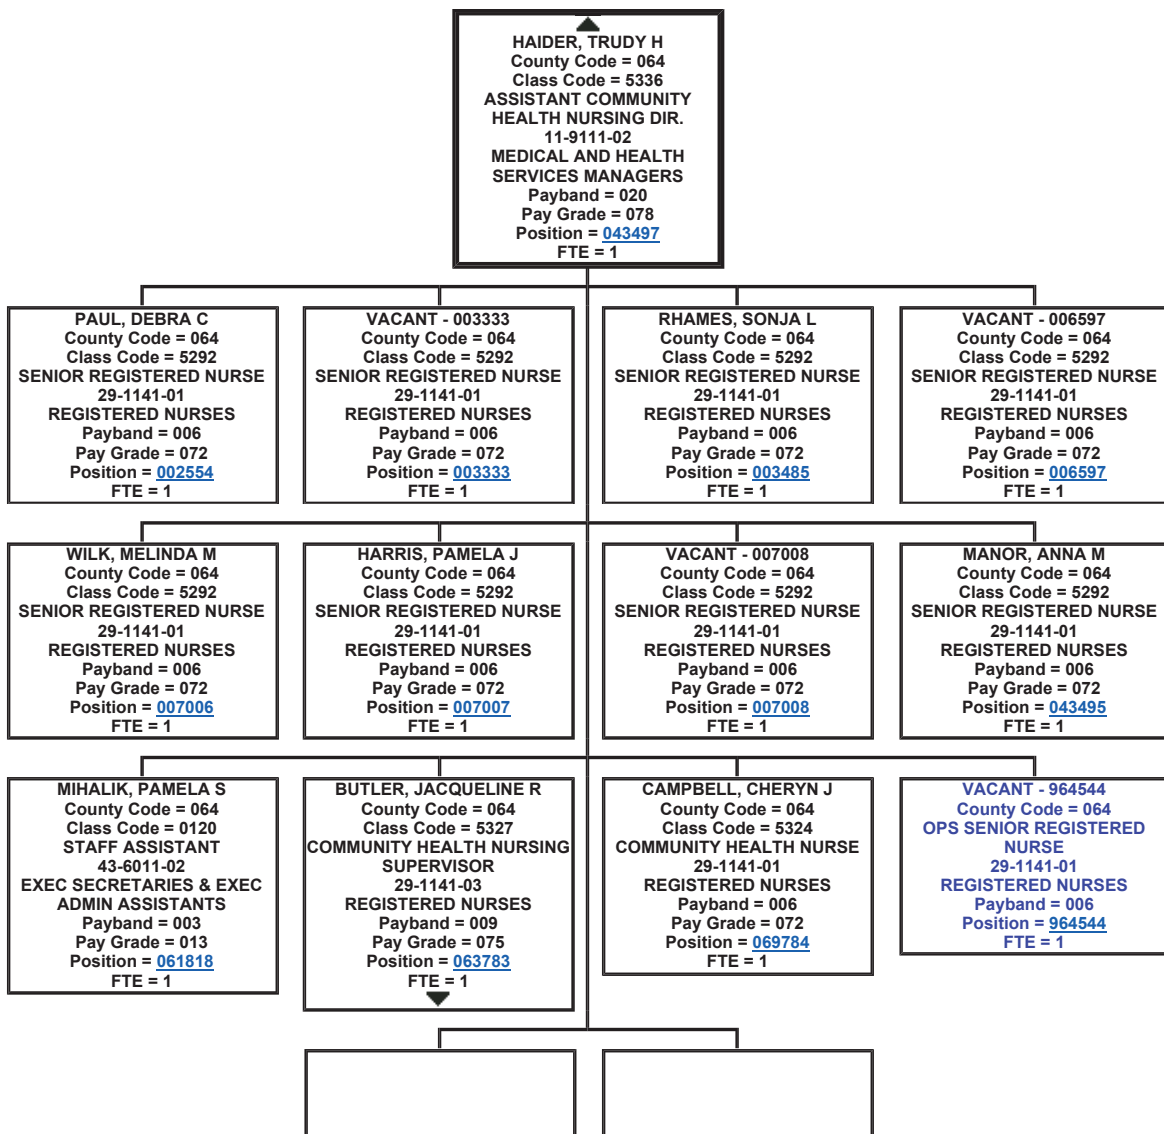 HAIDER, TRUDY H
County Code = 064
Class Code = 5336
ASSISTANT COMMUNITY
HEALTH NURSING DIR.
11-9111-02
MEDICAL AND HEALTH
SERVICES MANAGERS
Payband = 020
Pay Grade = 078
Position = 043497
FTE = 1
PAUL, DEBRA C
County Code = 064
Class Code = 5292
SENIOR REGISTERED NURSE
29-1141-01
REGISTERED NURSES
Payband = 006
Pay Grade = 072
Position = 002554
FTE = 1
VACANT - 003333
County Code = 064
Class Code = 5292
SENIOR REGISTERED NURSE
29-1141-01
REGISTERED NURSES
Payband = 006
Pay Grade = 072
Position = 003333
FTE = 1
RHAMES, SONJA L
County Code = 064
Class Code = 5292
SENIOR REGISTERED NURSE
29-1141-01
REGISTERED NURSES
Payband = 006
Pay Grade = 072
Position = 003485
FTE = 1
VACANT - 006597
County Code = 064
Class Code = 5292
SENIOR REGISTERED NURSE
29-1141-01
REGISTERED NURSES
Payband = 006
Pay Grade = 072
Position = 006597
FTE = 1
WILK, MELINDA M
County Code = 064
Class Code = 5292
SENIOR REGISTERED NURSE
29-1141-01
REGISTERED NURSES
Payband = 006
Pay Grade = 072
Position = 007006
FTE = 1
HARRIS, PAMELA J
County Code = 064
Class Code = 5292
SENIOR REGISTERED NURSE
29-1141-01
REGISTERED NURSES
Payband = 006
Pay Grade = 072
Position = 007007
FTE = 1
VACANT - 007008
County Code = 064
Class Code = 5292
SENIOR REGISTERED NURSE
29-1141-01
REGISTERED NURSES
Payband = 006
Pay Grade = 072
Position = 007008
FTE = 1
MANOR, ANNA M
County Code = 064
Class Code = 5292
SENIOR REGISTERED NURSE
29-1141-01
REGISTERED NURSES
Payband = 006
Pay Grade = 072
Position = 043495
FTE = 1
MIHALIK, PAMELA S
County Code = 064
Class Code = 0120
STAFF ASSISTANT
43-6011-02
EXEC SECRETARIES & EXEC
ADMIN ASSISTANTS
Payband = 003
Pay Grade = 013
Position = 061818
FTE = 1
BUTLER, JACQUELINE R
County Code = 064
Class Code = 5327
COMMUNITY HEALTH NURSING
SUPERVISOR
29-1141-03
REGISTERED NURSES
Payband = 009
Pay Grade = 075
Position = 063783
FTE = 1
CAMPBELL, CHERYN J
County Code = 064
Class Code = 5324
COMMUNITY HEALTH NURSE
29-1141-01
REGISTERED NURSES
Payband = 006
Pay Grade = 072
Position = 069784
FTE = 1
VACANT - 964544
County Code = 064
OPS SENIOR REGISTERED
NURSE
29-1141-01
REGISTERED NURSES
Payband = 006
Position = 964544
FTE = 1